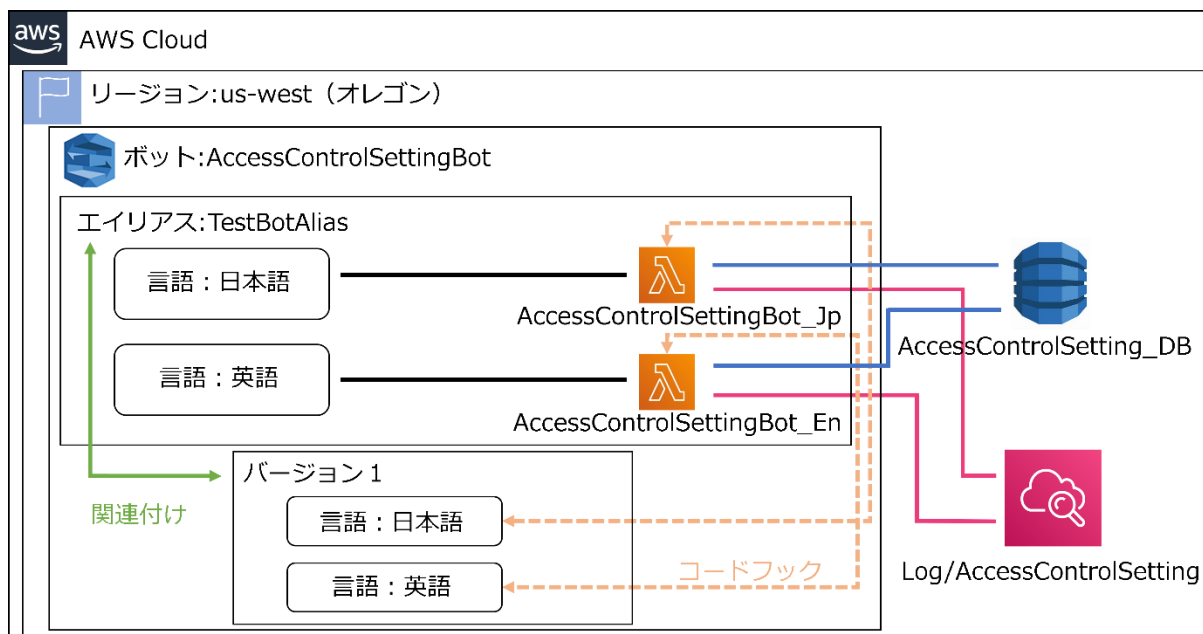 aws
AWS Cloud
リージョン:us-west（オレゴン）
ボット:AccessControlSettingBot
エイリアス:TestBotAlias
言語：日本語
AccessControlSettingBot_Jp
AccessControlSetting_DB
言語：英語
AccessControlSettingBot_En
バージョン１
関連付け
言語：日本語
コードフック
言語：英語
Log/AccessControlSetting